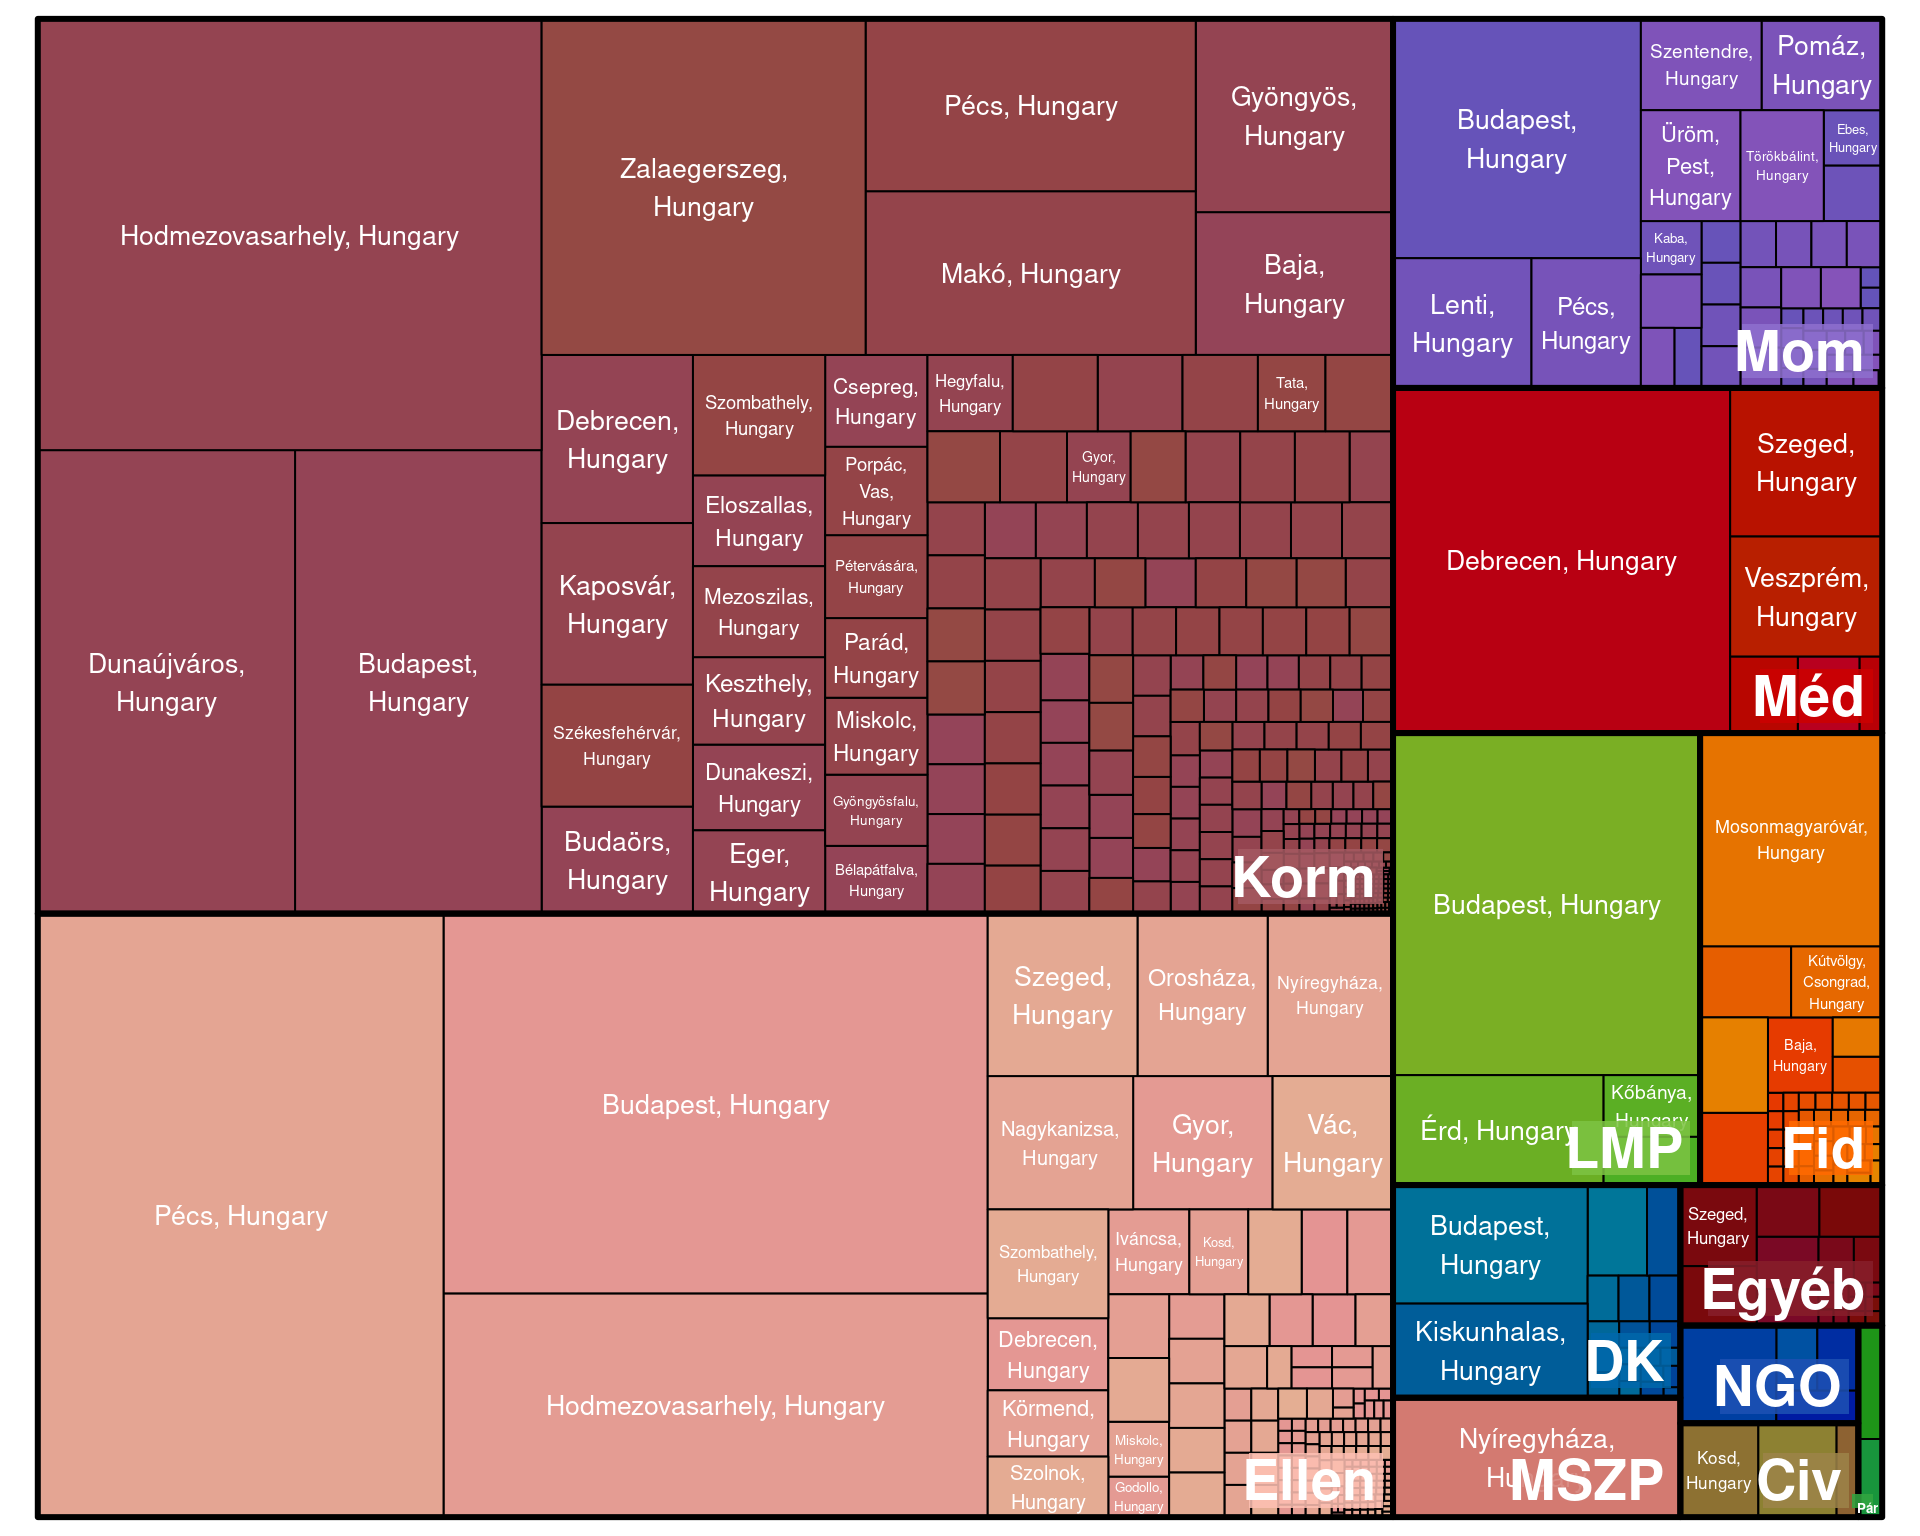 Hodmezovasarhely, Hungary
Dunaújváros,
Hungary
Budapest,
Hungary
Zalaegerszeg,
Hungary
Pécs, Hungary
Makó, Hungary
Gyöngyös,
Hungary
Baja,
Hungary
Debrecen,
Hungary
Kaposvár,
Hungary
Székesfehérvár,
Hungary
Budaörs,
Hungary
Szombathely,
Hungary
Eloszallas,
Hungary
Mezoszilas,
Hungary
Keszthely,
Hungary
Dunakeszi,
Hungary
Eger,
Hungary
Csepreg,
Hungary
Porpác,
Vas,
Hungary
Pétervására,
Hungary
Parád,
Hungary
Miskolc,
Hungary
Gyöngyösfalu,
Hungary
Bélapátfalva,
Hungary
Hegyfalu,
Hungary
Tata,
Hungary
Gyor,
Hungary
Korm
Pécs, Hungary
Budapest, Hungary
Hodmezovasarhely, Hungary
Szeged,
Hungary
Orosháza,
Hungary
Nyíregyháza,
Hungary
Nagykanizsa,
Hungary
Gyor,
Hungary
Vác,
Hungary
Szombathely,
Hungary
Debrecen,
Hungary
Körmend,
Hungary
Szolnok,
Hungary
Iváncsa,
Hungary
Kosd,
Hungary
Miskolc,
Hungary
Godollo,
Hungary
Ellen
Budapest,
Hungary
Lenti,
Hungary
Pécs,
Hungary
Szentendre,
Hungary
Pomáz,
Hungary
Üröm,
Pest,
Hungary
Törökbálint,
Hungary
Ebes,
Hungary
Kaba,
Hungary
Mom
Debrecen, Hungary
Szeged,
Hungary
Veszprém,
Hungary
Méd
Budapest, Hungary
Érd, Hungary
Kőbánya,
Hungary
LMP
Mosonmagyaróvár,
Hungary
Kútvölgy,
Csongrad,
Hungary
Baja,
Hungary
Fid
Budapest,
Hungary
Kiskunhalas,
Hungary
DK
Szeged,
Hungary
Egyéb
NGO
Nyíregyháza,
MSZP
Kosd,
Hungary
Civ
Pár